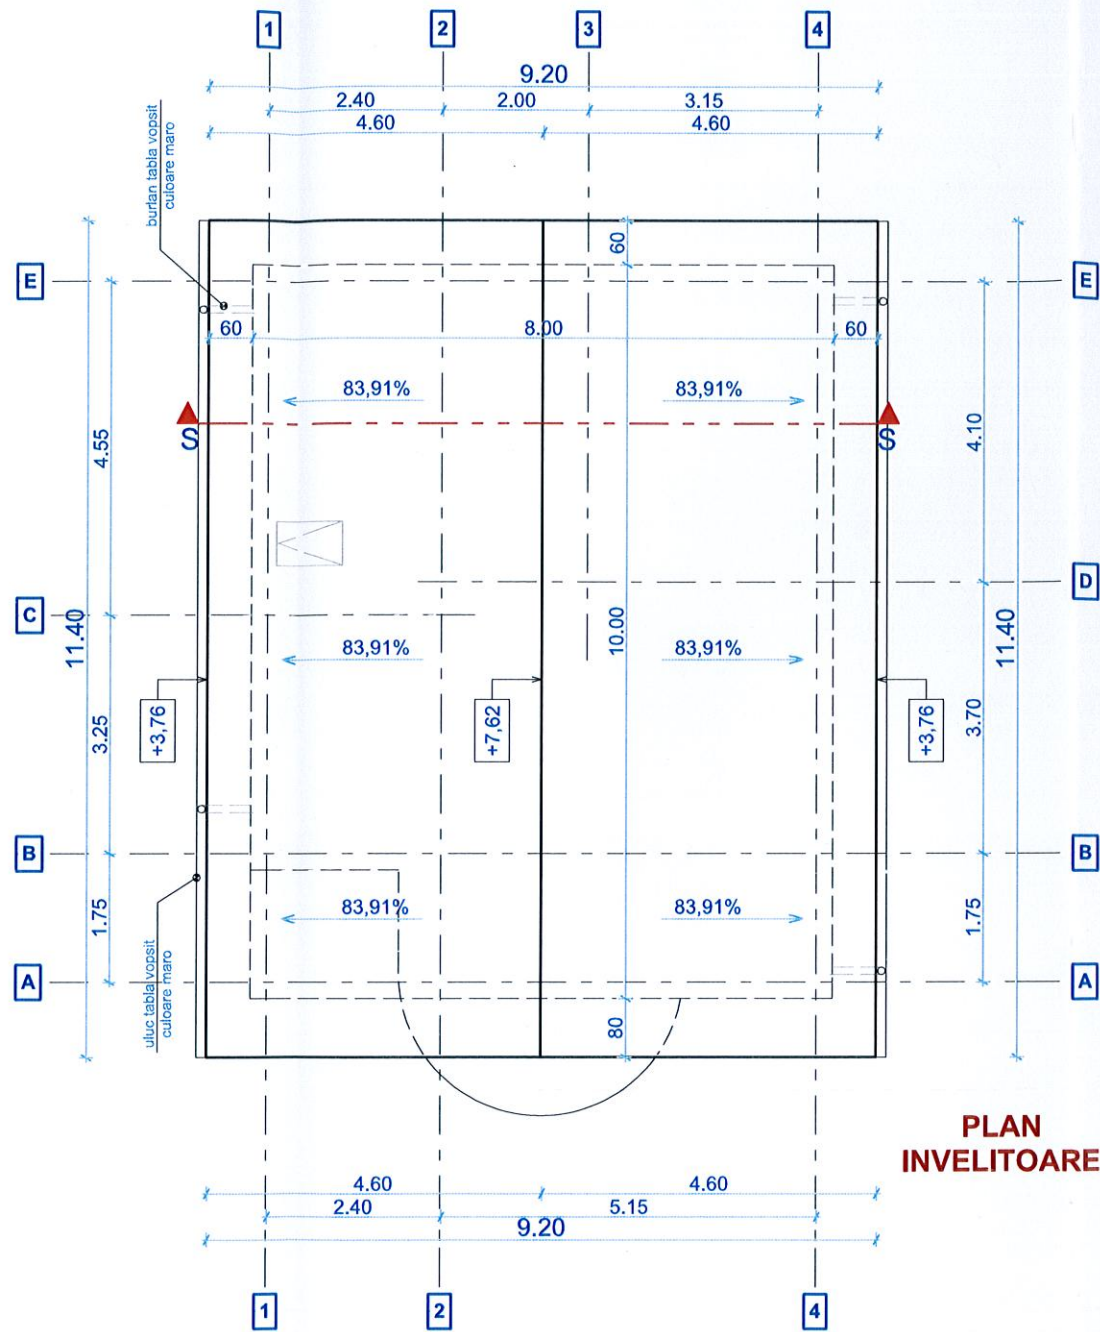 1 2 3 4
9.20
2.40 2.00 3.15
4.60 4.60
burlan tabla vopsit
culoare maro
60
E E
60 8.00 60
83,91% 83,91%
S S
4.55 4.10
C D
11.40 10.00 11.40
83,91% 83,91%
+3,76 +7,62 +3,76
3.25 3.70
B B
83,91% 83,91%
1.75 1.75
A A
uluc tabla vopsit
culoare maro
80
PLAN
INVELITOARE
4.60 4.60
2.40 5.15
9.20
1 2 4